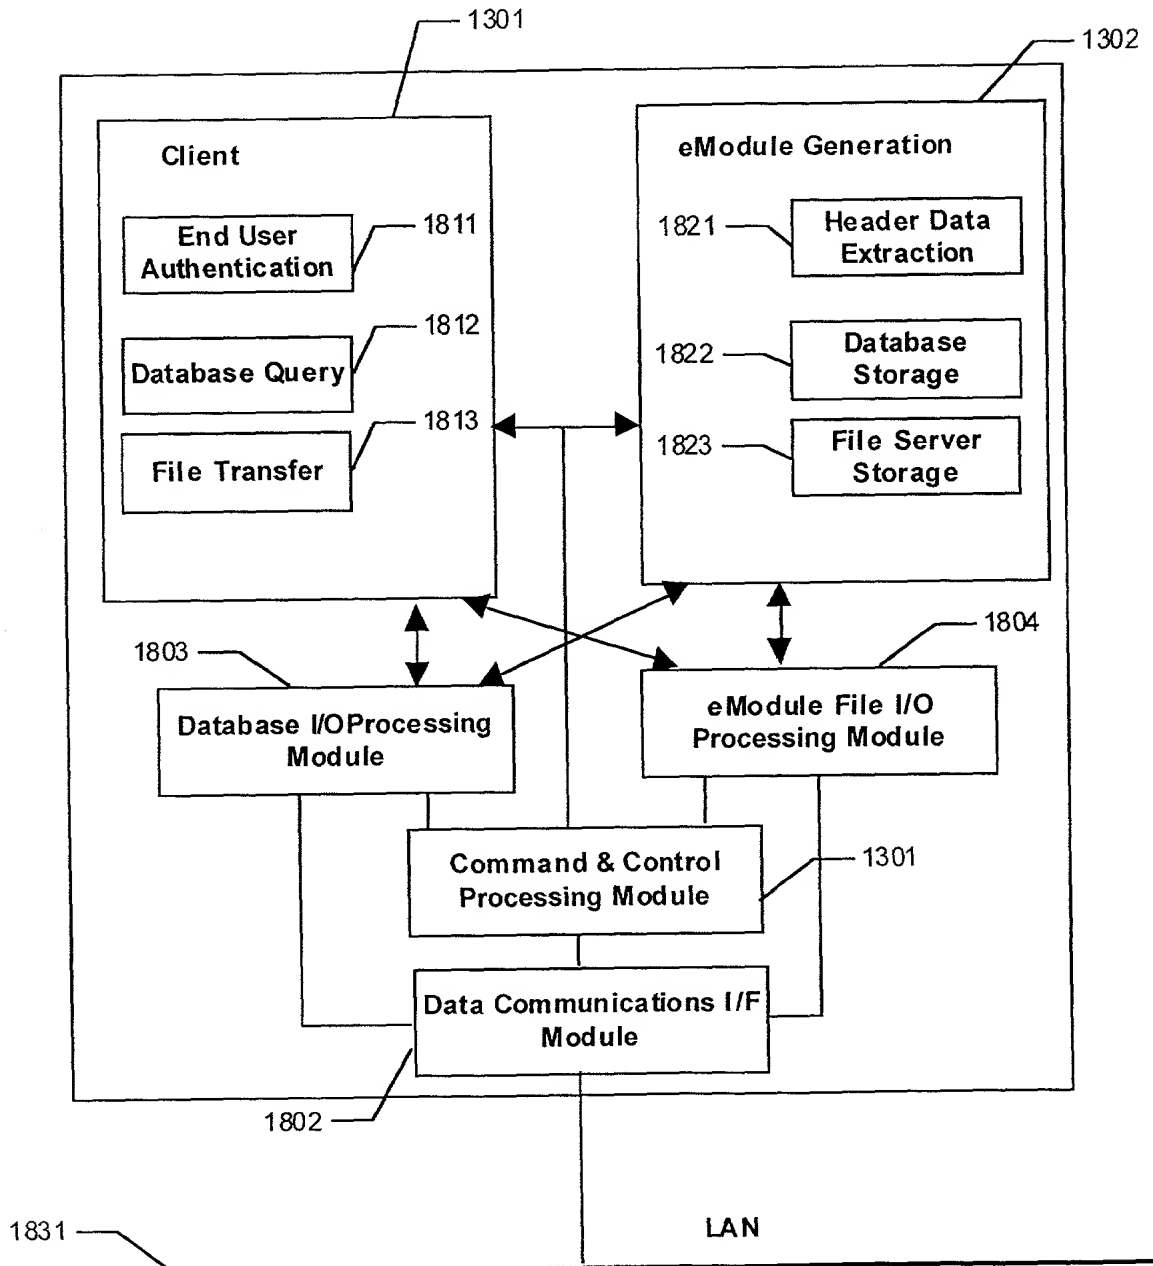 1301
1302
Client
eModule Generation
End User
Authentication
1811
1821
Header Data
Extraction
Database Query
1812
1822
Database
Storage
File Transfer
1813
1823
File Server
Storage
1803
1804
Database I/OProcessing
Module
eModule File I/O
Processing Module
Command & Control
Processing Module
1301
Data Communications I/F
Module
1802
1831
LAN